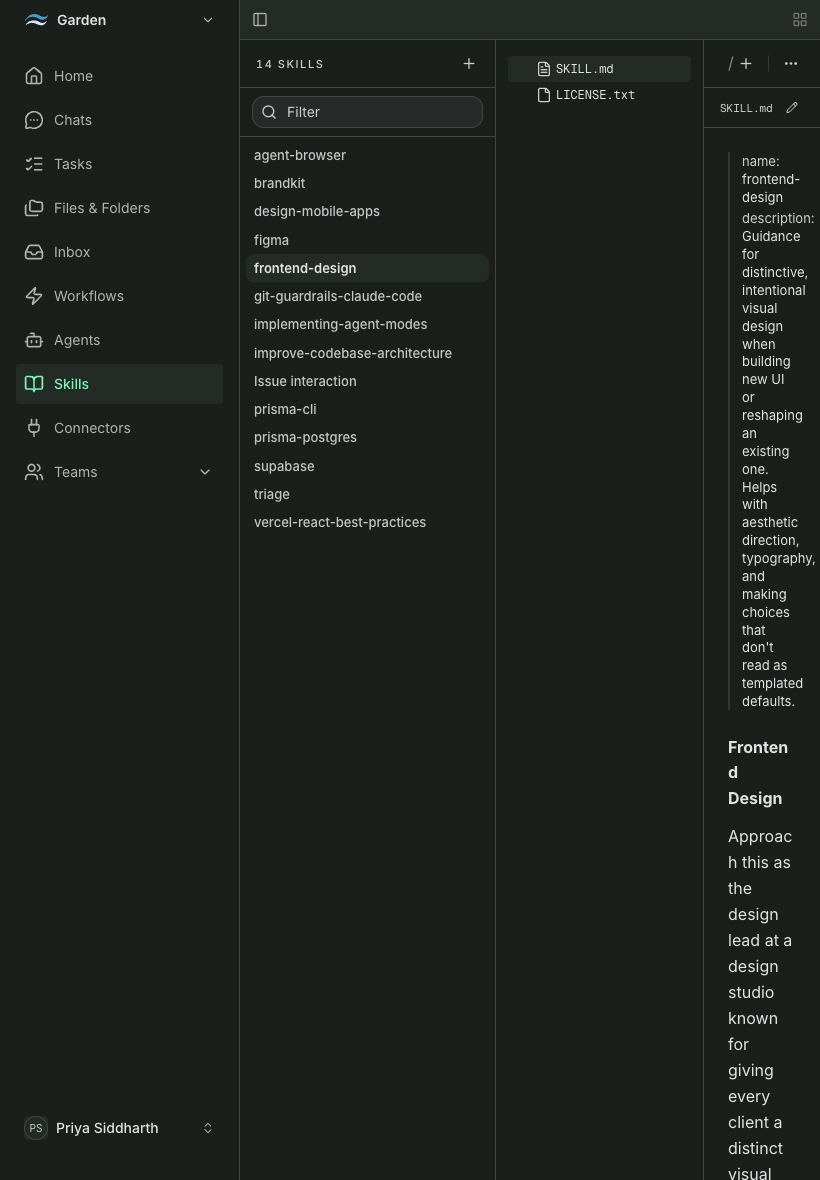 Garden
Home
Chats
Tasks
Files & Folders
Inbox
Workflows
Agents
Skills
Connectors
Teams
PS
Priya Siddharth
14 SKILLS
Filter
agent-browser
brandkit
design-mobile-apps
figma
frontend-design
git-guardrails-claude-code
implementing-agent-modes
improve-codebase-architecture
Issue interaction
prisma-cli
prisma-postgres
supabase
triage
vercel-react-best-practices
SKILL.md
LICENSE.txt
/
SKILL.md
name:
frontend-
design
description:
Guidance
for
distinctive,
intentional
visual
design
when
building
new UI
or
reshaping
an
existing
one.
Helps
with
aesthetic
direction,
typography,
and
making
choices
that
don't
read as
templated
defaults.
Fronten
d
Design
Approac
h this as
the
design
lead at a
design
studio
known
for
giving
every
client a
distinct
visual